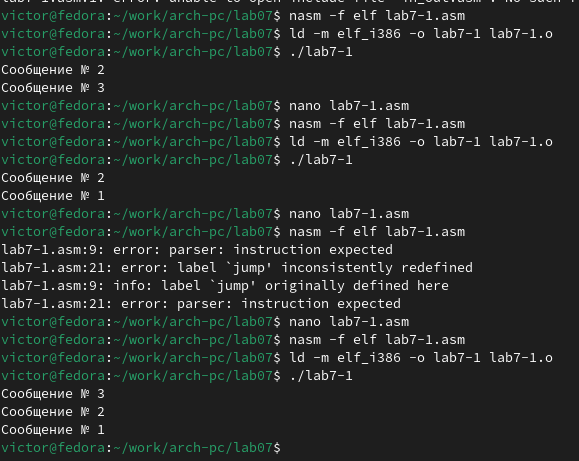 victor@fedora:~/work/arch-pc/lab07$ nasm -f elf lab7-1.asm
victor@fedora:~/work/arch-pc/lab07$ ld -m elf_i386 -o lab7-1 lab7-1.o
victor@fedora:~/work/arch-pc/lab07$ ./lab7-1
Сообщение № 2
Сообщение № 3
victor@fedora:~/work/arch-pc/lab07$ nano lab7-1.asm
victor@fedora:~/work/arch-pc/lab07$ nasm -f elf lab7-1.asm
victor@fedora:~/work/arch-pc/lab07$ ld -m elf_i386 -o lab7-1 lab7-1.o
victor@fedora:~/work/arch-pc/lab07$ ./lab7-1
Сообщение № 2
Сообщение № 1
victor@fedora:~/work/arch-pc/lab07$ nano lab7-1.asm
victor@fedora:~/work/arch-pc/lab07$ nasm -f elf lab7-1.asm
lab7-1.asm:9: error: parser: instruction expected
lab7-1.asm:21: error: label `jump' inconsistently redefined
lab7-1.asm:9: info: label `jump' originally defined here
lab7-1.asm:21: error: parser: instruction expected
victor@fedora:~/work/arch-pc/lab07$ nano lab7-1.asm
victor@fedora:~/work/arch-pc/lab07$ nasm -f elf lab7-1.asm
victor@fedora:~/work/arch-pc/lab07$ ld -m elf_i386 -o lab7-1 lab7-1.o
victor@fedora:~/work/arch-pc/lab07$ ./lab7-1
Сообщение № 3
Сообщение № 2
Сообщение № 1
victor@fedora:~/work/arch-pc/lab07$